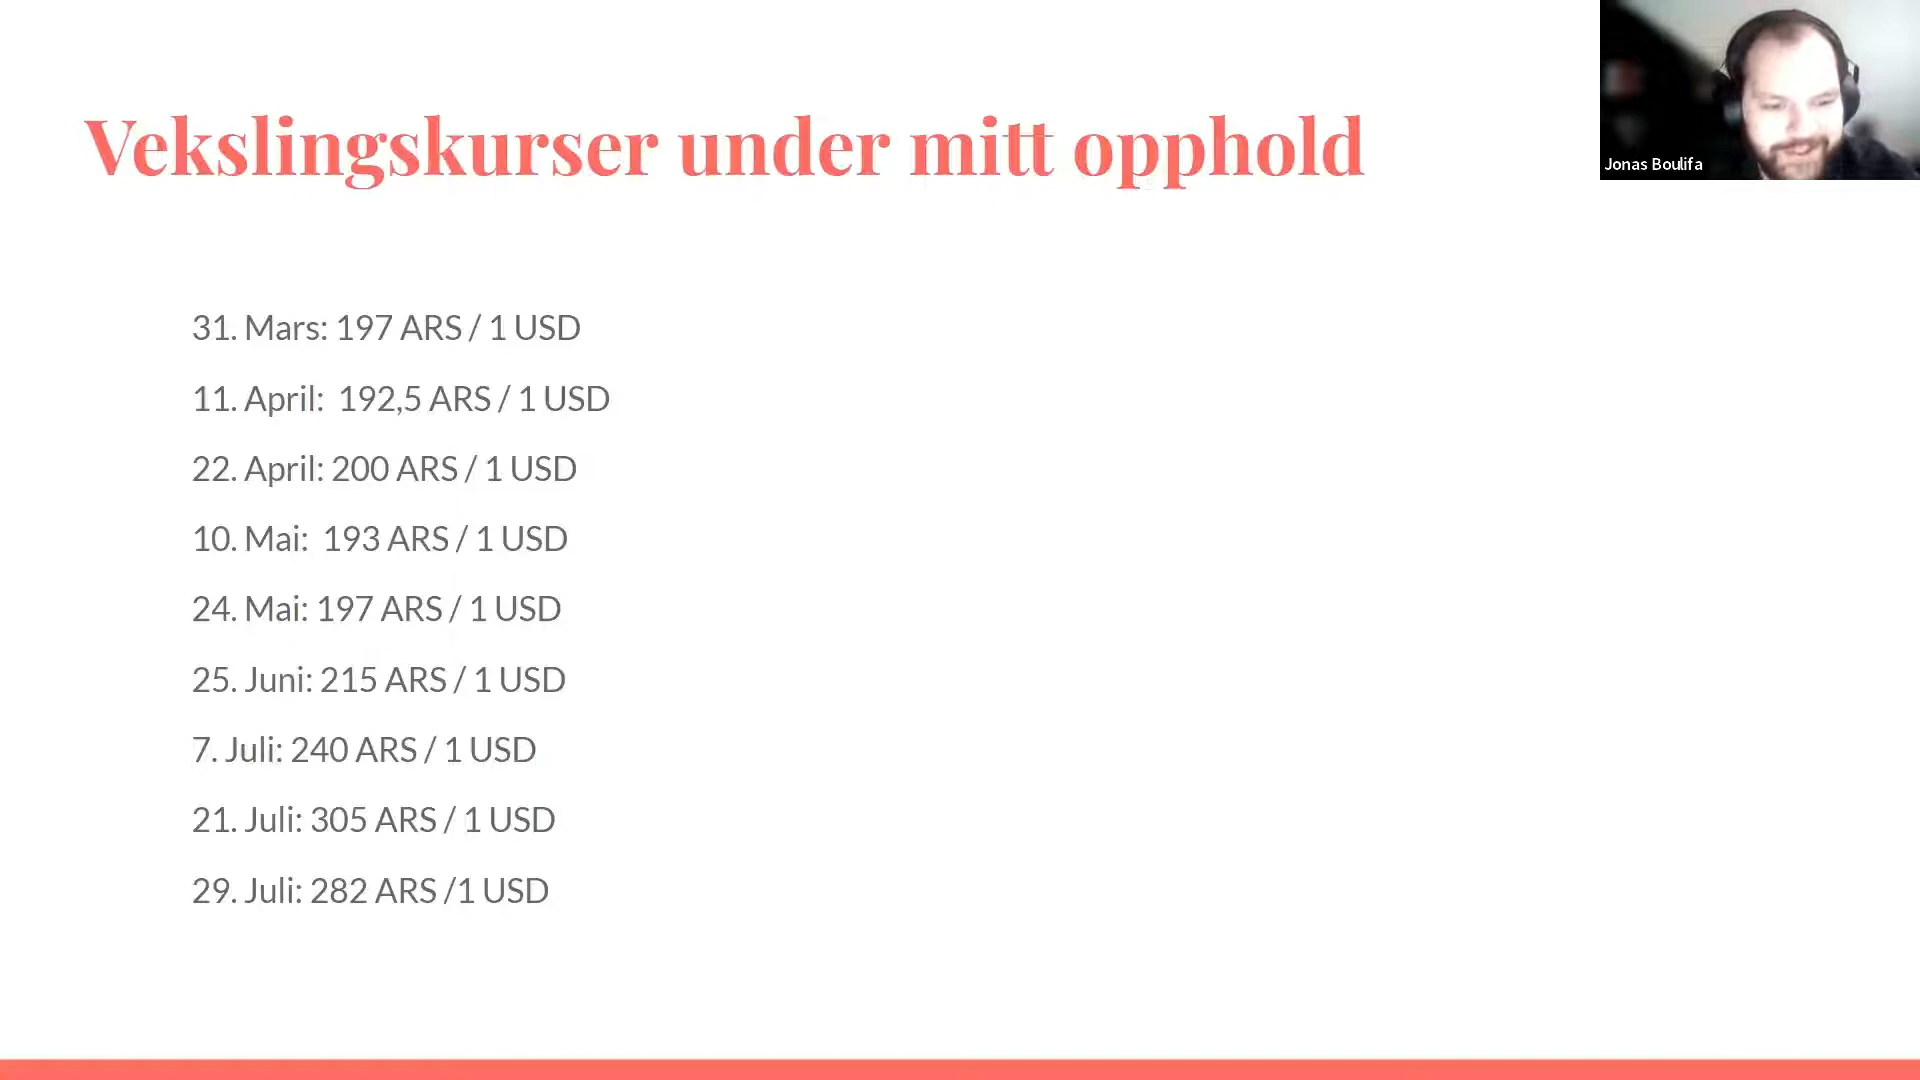 Vekslingskurser under mitt opphold
Jonas Boulifa
31. Mars: 197 ARS / 1 USD
11. April:  192,5 ARS / 1 USD
22. April: 200 ARS / 1 USD
10. Mai:  193 ARS / 1 USD
24. Mai: 197 ARS / 1 USD
25. Juni: 215 ARS / 1 USD
7. Juli: 240 ARS / 1 USD
21. Juli: 305 ARS / 1 USD
29. Juli: 282 ARS /1 USD